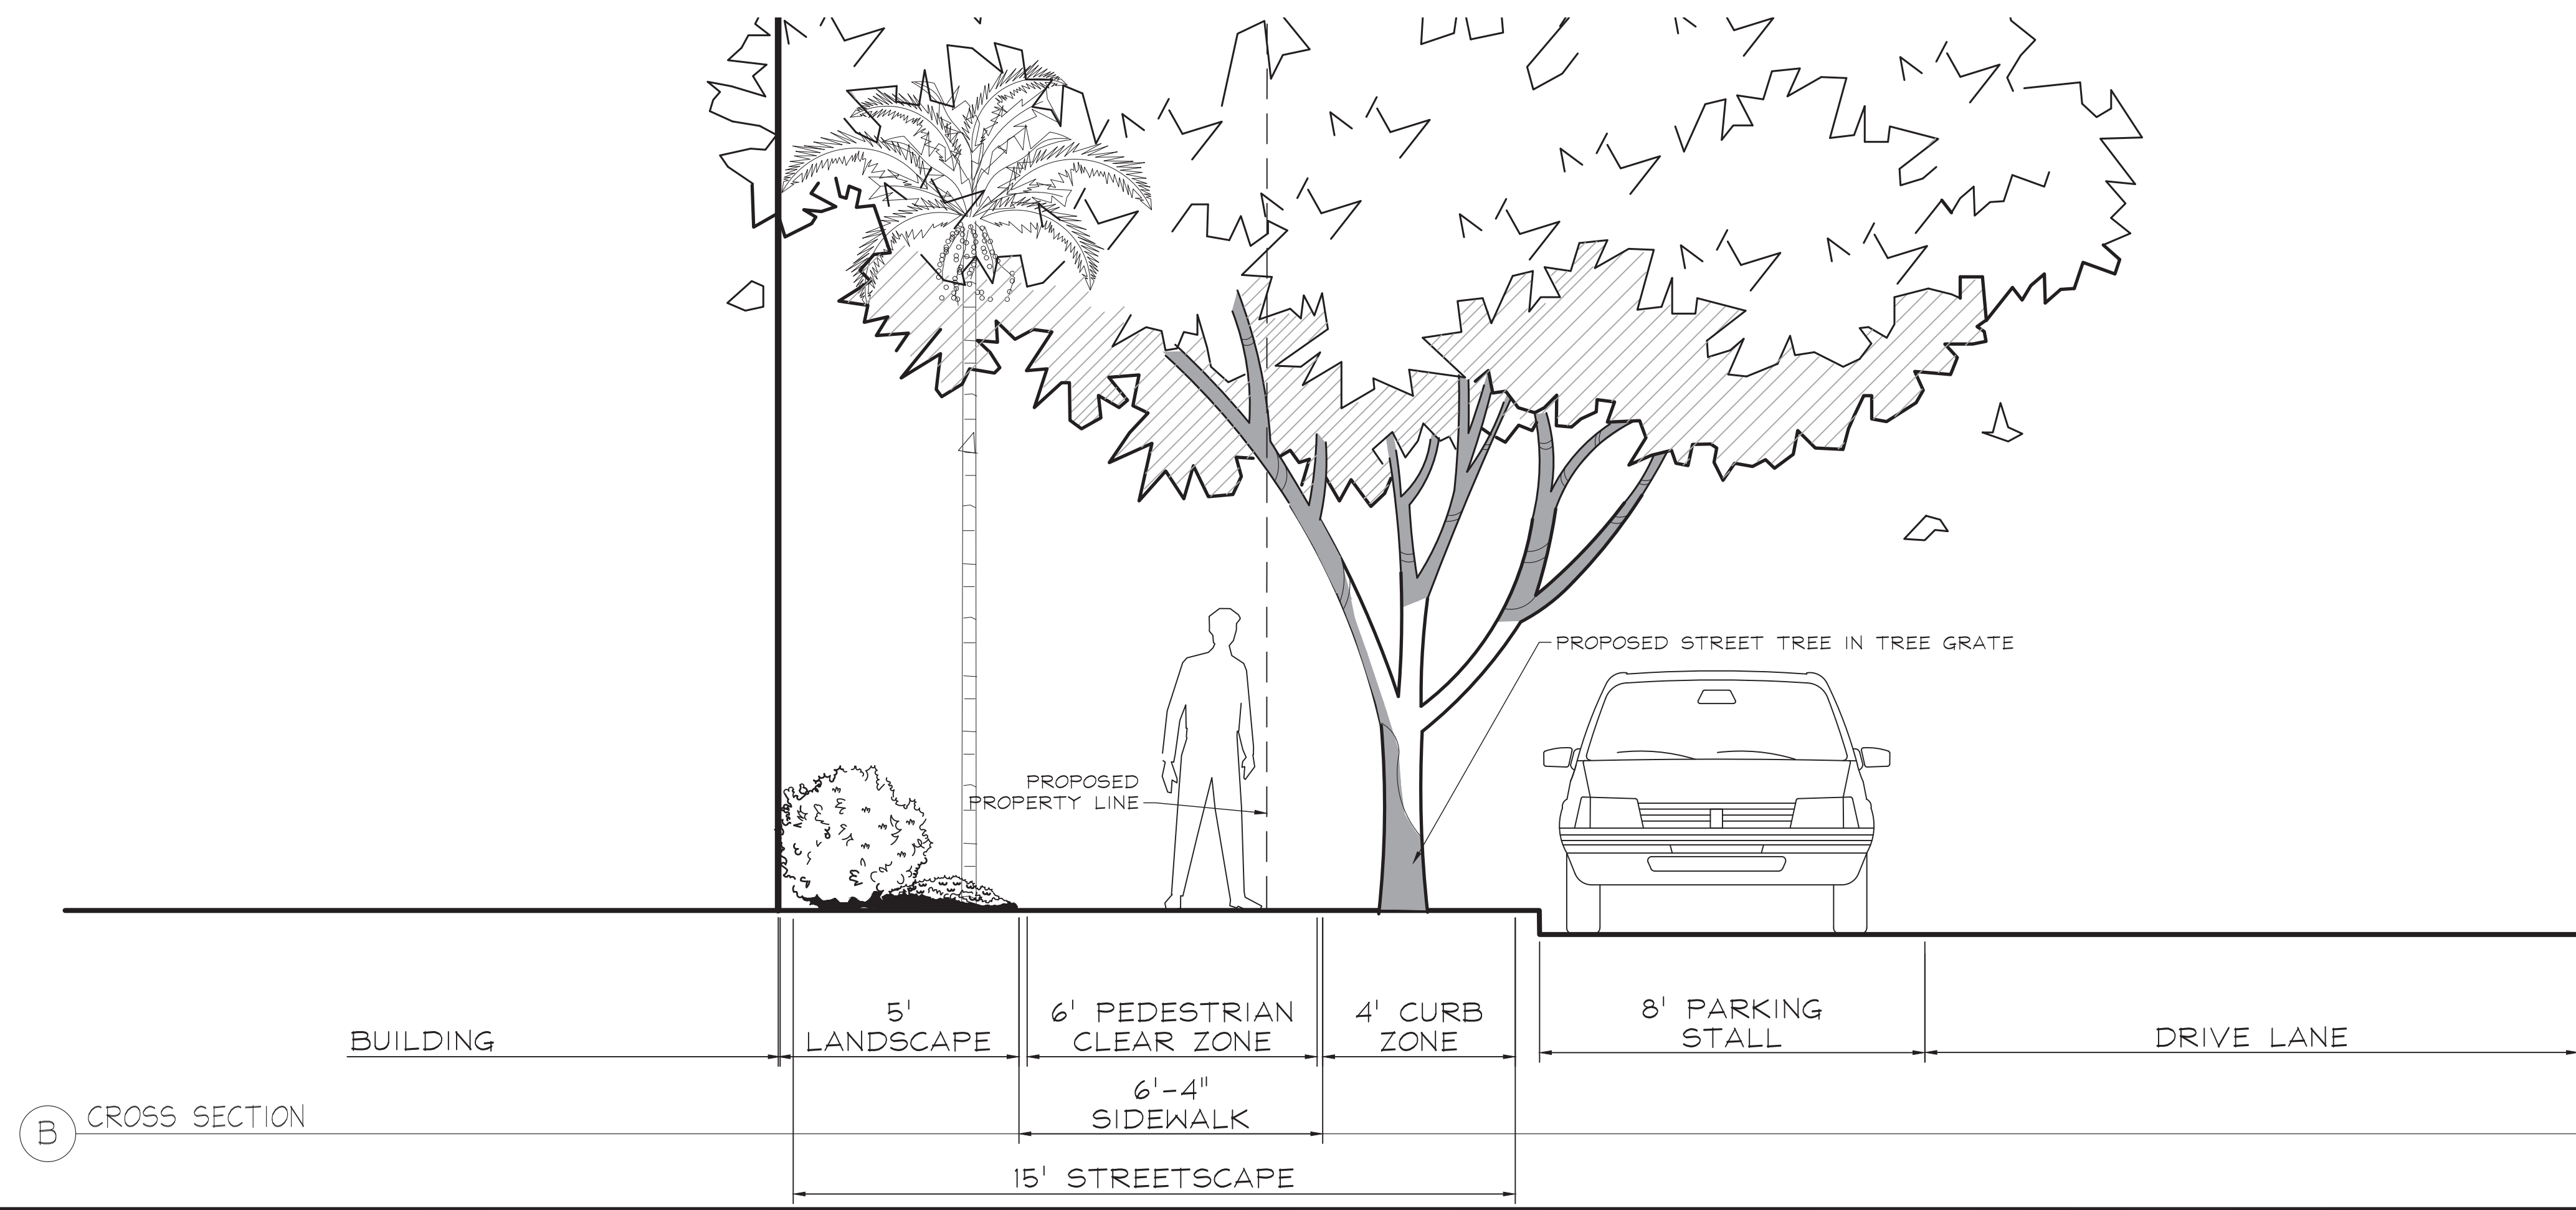 PROPOSED STREET TREE IN TREE GRATE
PROPOSED
PROPERTY LINE
BUILDING
5'
LANDSCAPE
6' PEDESTRIAN
CLEAR ZONE
4' CURB
ZONE
8' PARKING
STALL
DRIVE LANE
6'-4"
SIDEWALK
B CROSS SECTION
15' STREETSCAPE